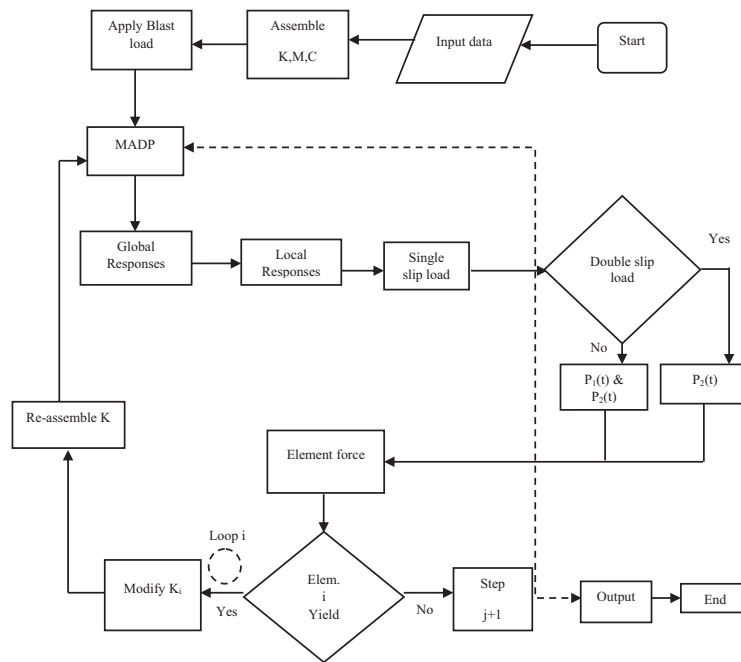 Start
Input data
Assemble
K,M,C
Apply Blast
load
MADP
Global
Responses
Local
Responses
Single
slip load
Double slip
load
Yes
No
P₁(t) &
P₂(t)
P₂(t)
Re-assemble K
Element force
Loop i
Modify Kᵢ
Yes
Elem.
i
Yield
No
Step
j+1
Output
End